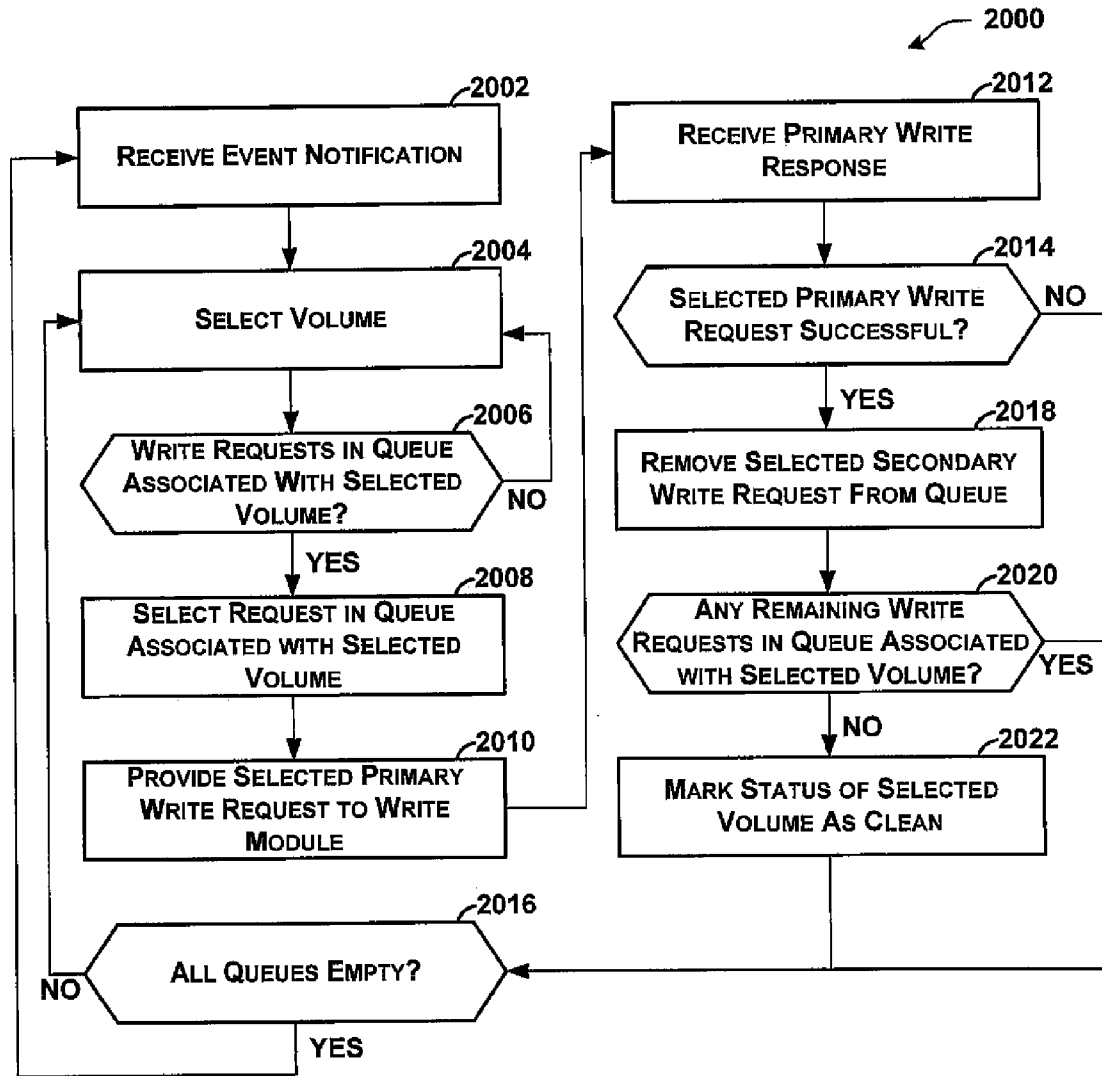 2000
2002
RECEIVE EVENT NOTIFICATION
2004
SELECT VOLUME
2006
WRITE REQUESTS IN QUEUE
ASSOCIATED WITH SELECTED
VOLUME?
NO
YES
2008
SELECT REQUEST IN QUEUE
ASSOCIATED WITH SELECTED
VOLUME
2010
PROVIDE SELECTED PRIMARY
WRITE REQUEST TO WRITE
MODULE
2012
RECEIVE PRIMARY WRITE
RESPONSE
2014
SELECTED PRIMARY WRITE
REQUEST SUCCESSFUL?
NO
YES
2018
REMOVE SELECTED SECONDARY
WRITE REQUEST FROM QUEUE
2020
ANY REMAINING WRITE
REQUESTS IN QUEUE ASSOCIATED
WITH SELECTED VOLUME?
YES
NO
2022
MARK STATUS OF SELECTED
VOLUME AS CLEAN
2016
ALL QUEUES EMPTY?
NO
YES